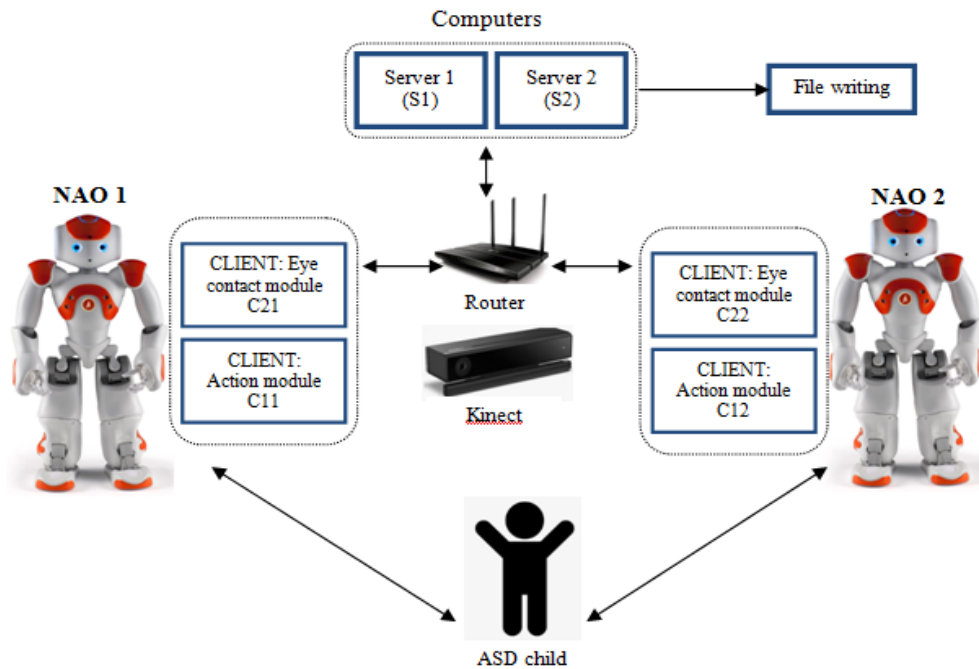 Computers
Server 1
(S1)
Server 2
(S2)
File writing
NAO 1
NAO 2
CLIENT: Eye
contact module
C21
CLIENT:
Action module
C11
Router
Kinect
CLIENT: Eye
contact module
C22
CLIENT:
Action module
C12
ASD child